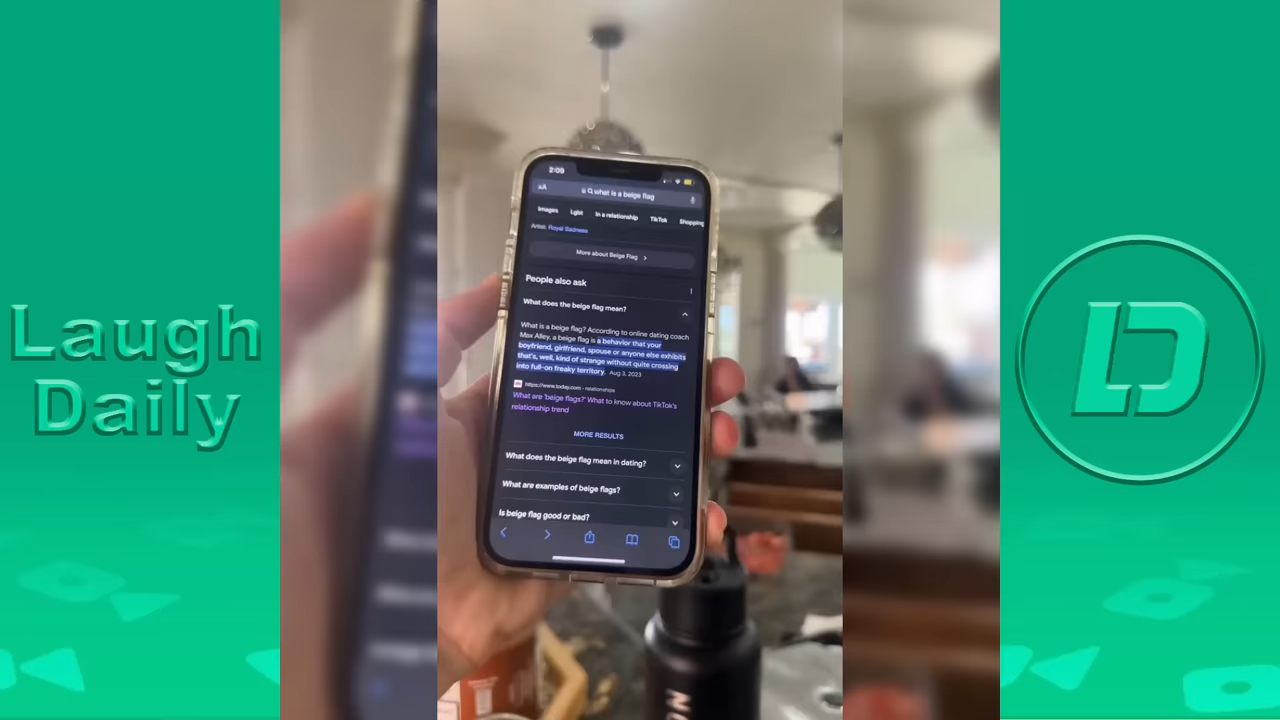 Laugh
Daily
2:09
AA what is a beige flag
Images Lgbt In a relationship TikTok Shopping
Artist: Royal Sadness
More about Beige Flag >
People also ask
What does the beige flag mean?
What is a beige flag? According to online dating coach
Max Alley, a beige flag is a behavior that your
boyfriend, girlfriend, spouse or anyone else exhibits
that's, well, kind of strange without quite crossing
into full-on freaky territory. Aug 3, 2023
https://www.today.com › relationships
What are 'beige flags?' What to know about TikTok's
relationship trend
MORE RESULTS
What does the beige flag mean in dating?
What are examples of beige flags?
Is beige flag good or bad?
LD